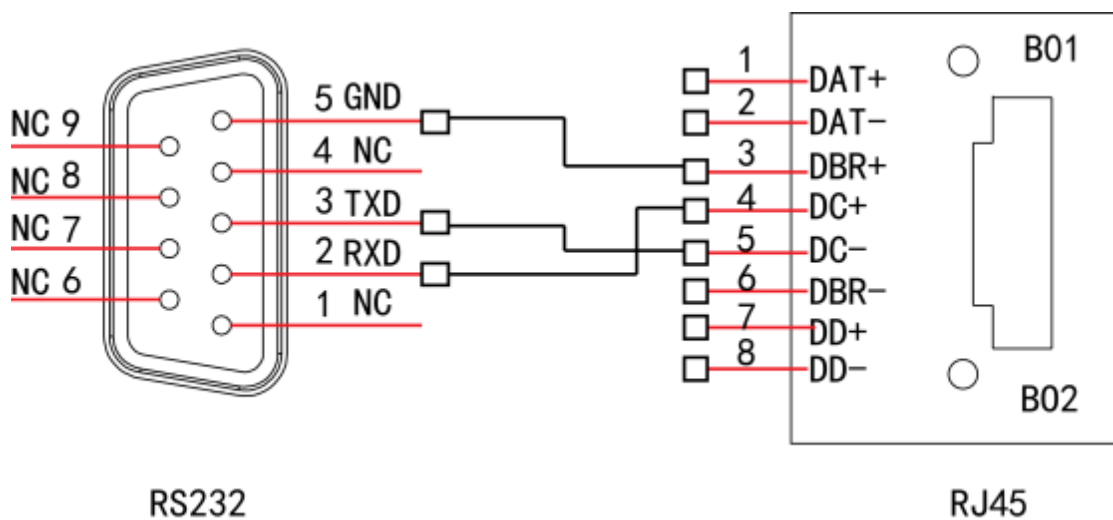 NC 9
NC 8
NC 7
NC 6
5 GND
4 NC
3 TXD
2 RXD
1 NC
1 DAT+
2 DAT-
3 DBR+
4 DC+
5 DC-
6 DBR-
7 DD+
8 DD-
B01
B02
RS232
RJ45